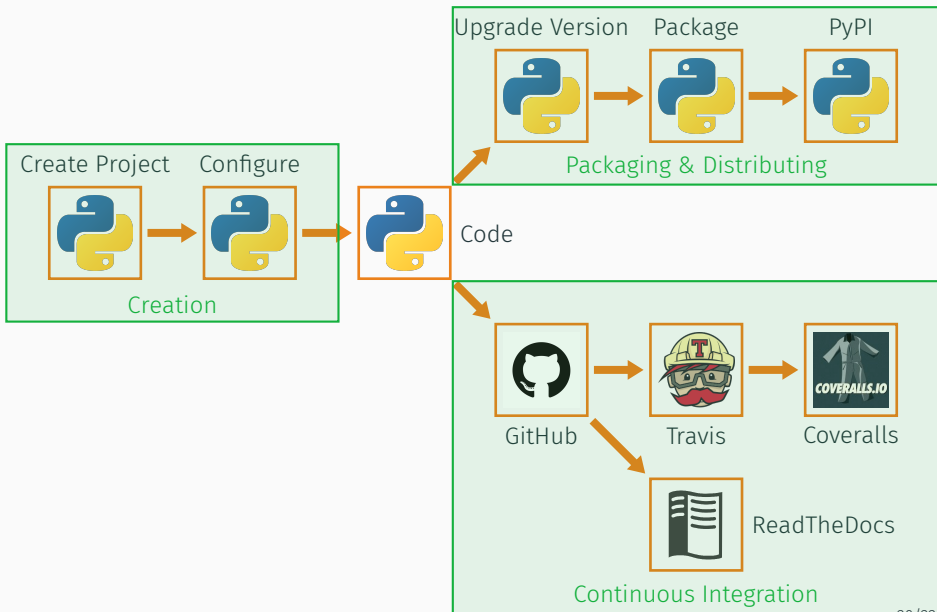 Upgrade Version
Package
PyPI
Packaging & Distributing
Create Project
Configure
Creation
Code
T
COVERALLS.IO
GitHub
Travis
Coveralls
ReadTheDocs
Continuous Integration